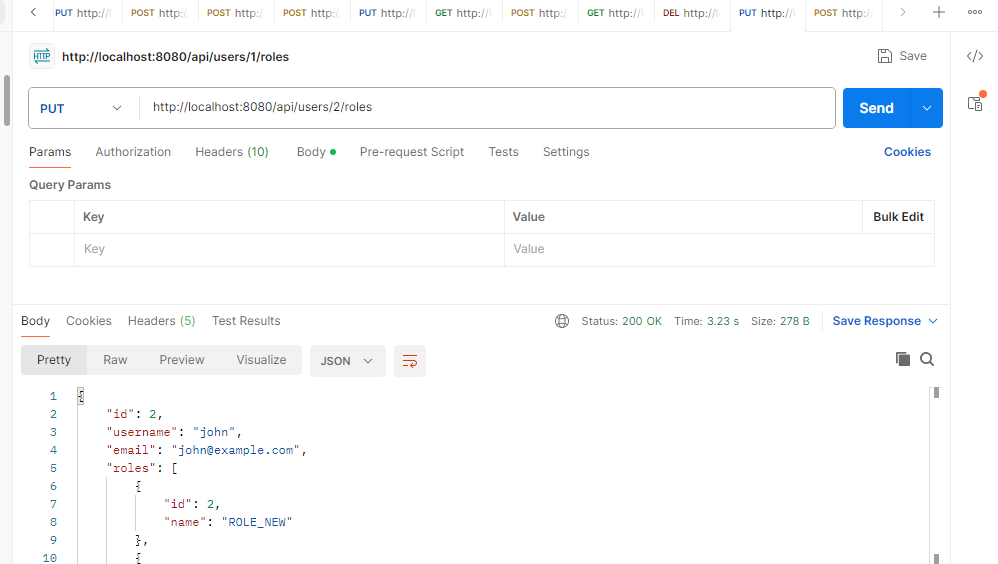 PUT http:/ POST http:/ POST http:/ POST http:/ PUT http:/ GET http:/ POST http:/ GET http:/ DEL http:/ PUT http:/ POST http:/
HTTP http://localhost:8080/api/users/1/roles Save
PUT http://localhost:8080/api/users/2/roles Send
Params Authorization Headers (10) Body Pre-request Script Tests Settings Cookies
Query Params
Key Value Bulk Edit
Key Value
Body Cookies Headers (5) Test Results Status: 200 OK Time: 3.23 s Size: 278 B Save Response
Pretty Raw Preview Visualize JSON
1 {
2 "id": 2,
3 "username": "john",
4 "email": "john@example.com",
5 "roles": [
6 {
7 "id": 2,
8 "name": "ROLE_NEW"
9 },
10 {